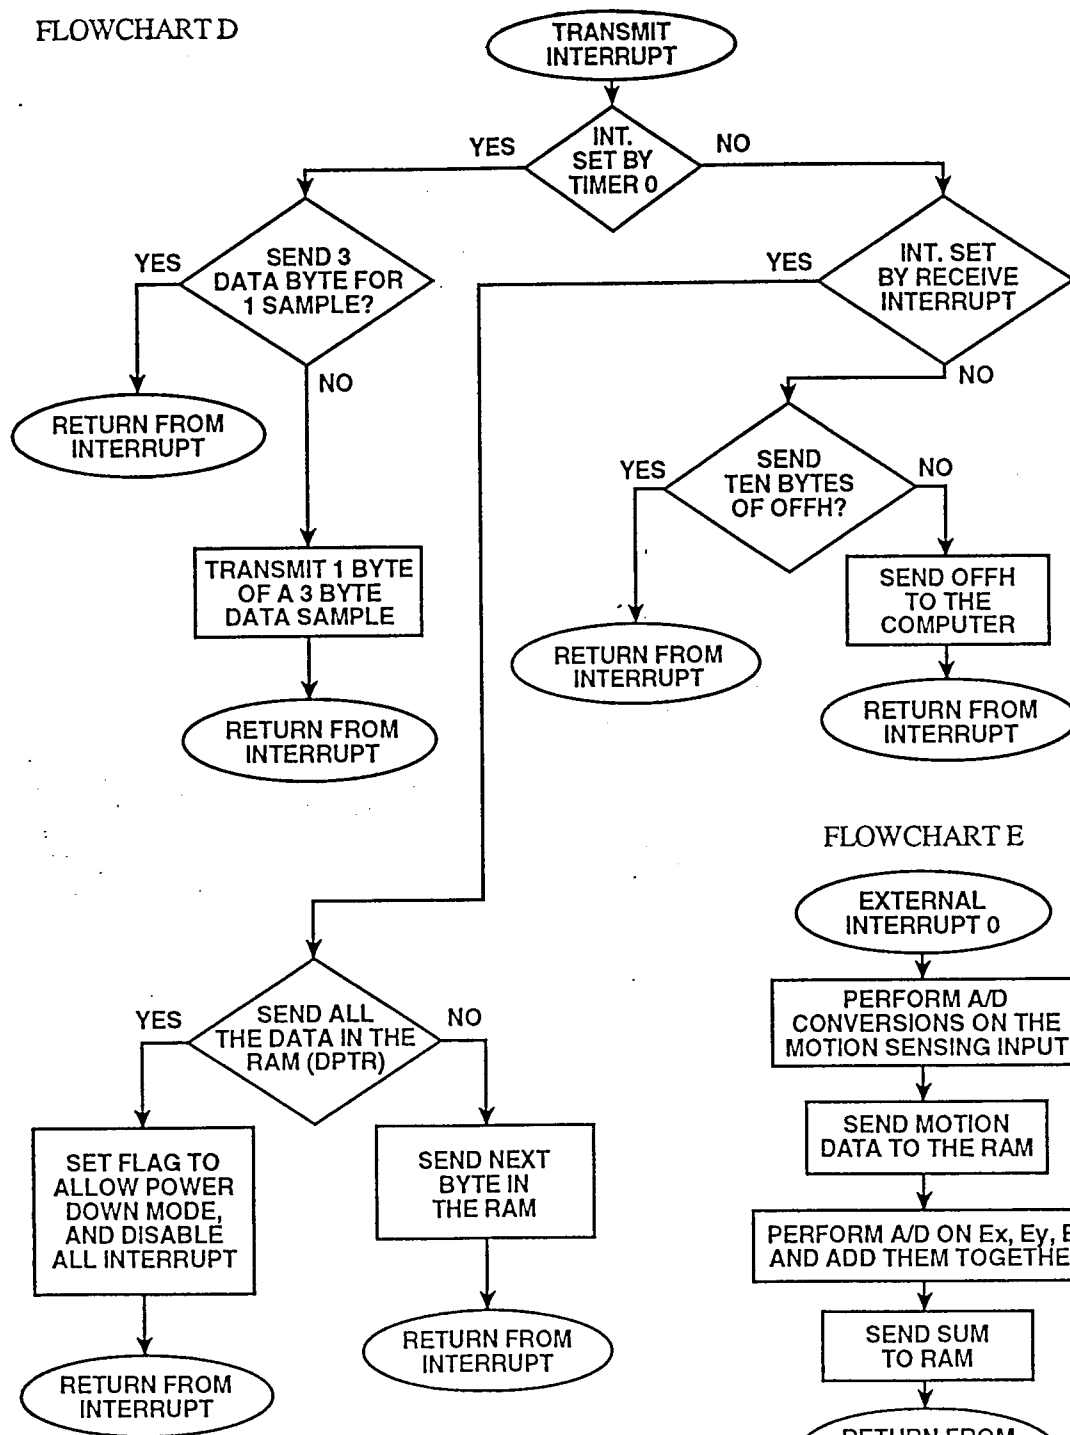 FLOWCHART D
TRANSMIT
INTERRUPT
INT.
SET BY
TIMER 0
YES
NO
SEND 3
DATA BYTE FOR
1 SAMPLE?
YES
NO
RETURN FROM
INTERRUPT
TRANSMIT 1 BYTE
OF A 3 BYTE
DATA SAMPLE
RETURN FROM
INTERRUPT
INT. SET
BY RECEIVE
INTERRUPT
YES
NO
SEND
TEN BYTES
OF OFFH?
YES
NO
RETURN FROM
INTERRUPT
SEND OFFH
TO THE
COMPUTER
RETURN FROM
INTERRUPT
SEND ALL
THE DATA IN THE
RAM (DPTR)
YES
NO
SET FLAG TO
ALLOW POWER
DOWN MODE,
AND DISABLE
ALL INTERRUPT
RETURN FROM
INTERRUPT
SEND NEXT
BYTE IN
THE RAM
RETURN FROM
INTERRUPT
FLOWCHART E
EXTERNAL
INTERRUPT 0
PERFORM A/D
CONVERSIONS ON THE
MOTION SENSING INPUT
SEND MOTION
DATA TO THE RAM
PERFORM A/D ON Ex, Ey,
AND ADD THEM
SEND SUM
TO RAM
RETURN FROM